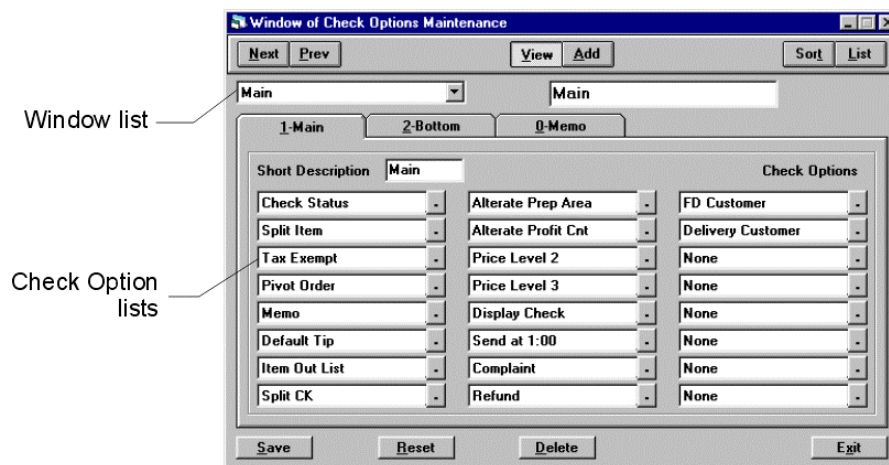 Window of Check Options Maintenance
Next Prev View Add Sort List
Window list
Main Main
1-Main 2-Bottom 0-Memo
Short Description Main Check Options
Check Status Alterate Prep Area FD Customer
Split Item Alterate Profit Cnt Delivery Customer
Check Option lists
Tax Exempt Price Level 2 None
Pivot Order Price Level 3 None
Memo Display Check None
Default Tip Send at 1:00 None
Item Out List Complaint None
Split CK Refund None
Save Reset Delete Exit